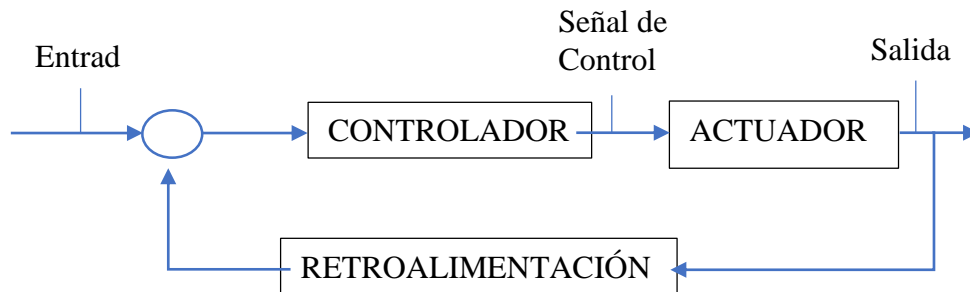 Entrad
Señal de
Control
Salida
CONTROLADOR
ACTUADOR
RETROALIMENTACIÓN